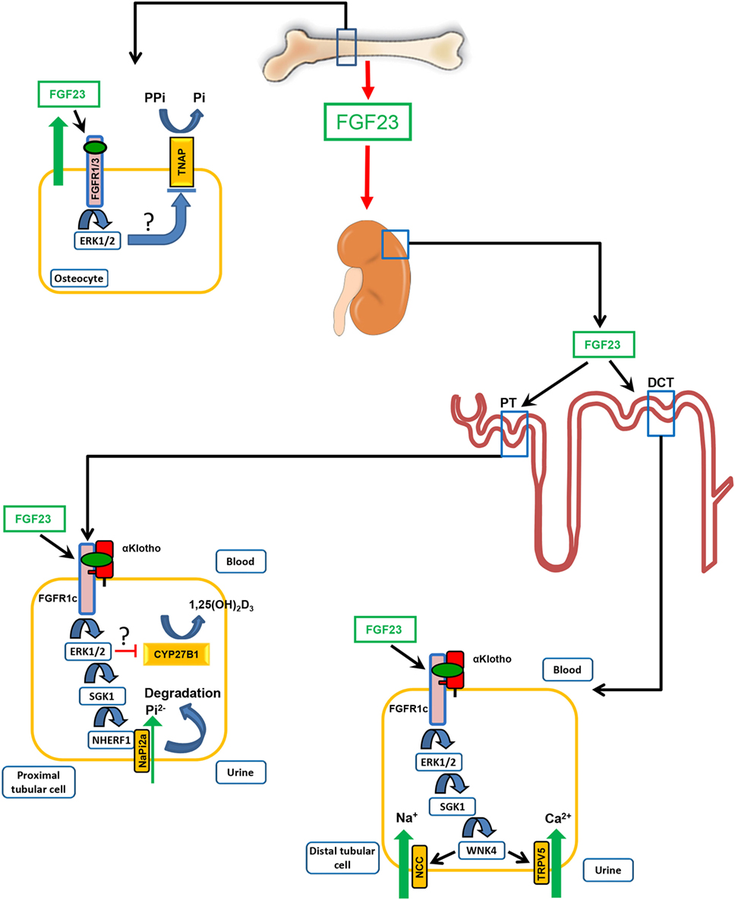 FGF23
PPi
Pi
FGFR1/3
TNAP
?
ERK1/2
Osteocyte
FGF23
FGF23
PT
DCT
FGF23
αKlotho
Blood
FGFR1c
1,25(OH)₂D₃
?
ERK1/2
CYP27B1
SGK1
Degradation
Pi²⁻
NHERF1
NaPi2a
Proximal
tubular cell
Urine
FGF23
αKlotho
Blood
FGFR1c
ERK1/2
SGK1
Na⁺
Ca²⁺
WNK4
Distal tubular
cell
NCC
TRPV5
Urine